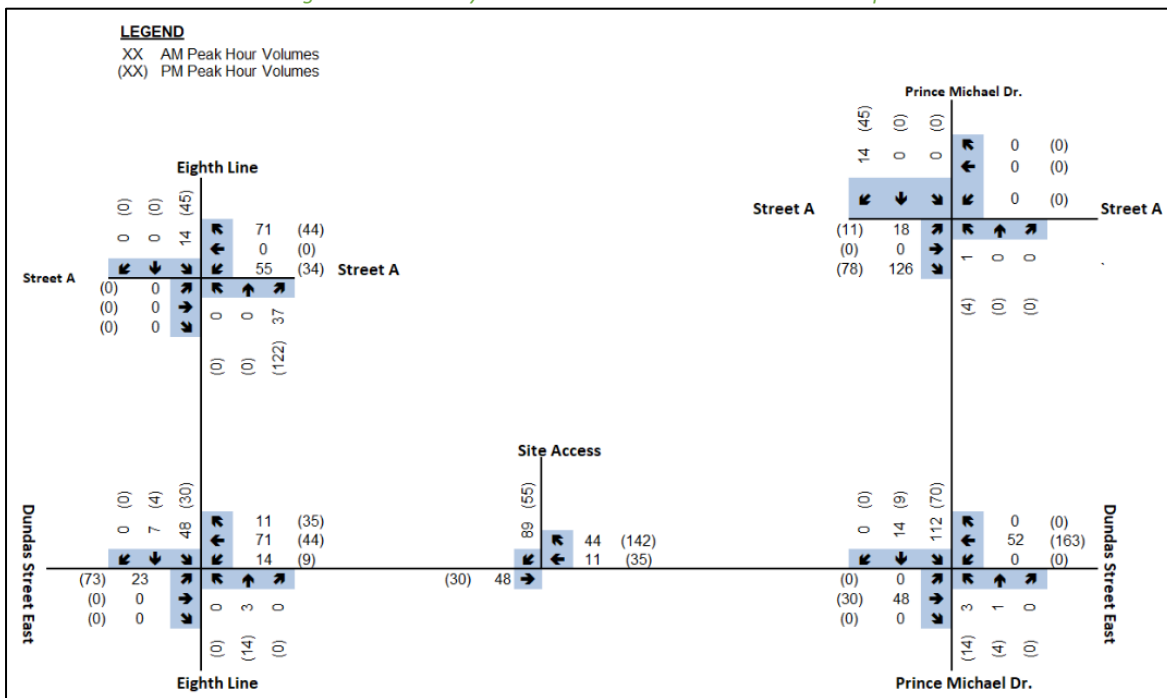 LEGEND
XX AM Peak Hour Volumes
(XX) PM Peak Hour Volumes
Prince Michael Dr.
(45) (0) (0)
14 0 0
0 (0)
0 (0)
0 (0)
Street A
Street A
(11) 18
(0) 0
(78) 126
1 0 0
(4) (0) (0)
Eighth Line
(0) (0) (45)
0 0 14
71 (44)
0 (0)
55 (34)
Street A
Street A
(0) 0
(0) 0
(0) 0
0 0 37
(0) (0) (122)
Site Access
89 (55)
44 (142)
11 (35)
(30) 48
Dundas Street East
(0) (4) (30)
0 7 48
11 (35)
71 (44)
14 (9)
(73) 23
(0) 0
(0) 0
0 3 0
(0) (14) (0)
Eighth Line
(0) (9) (70)
0 14 112
0 (0)
52 (163)
0 (0)
(0) 0
(30) 48
(0) 0
3 1 0
(14) (4) (0)
Prince Michael Dr.
Dundas Street East